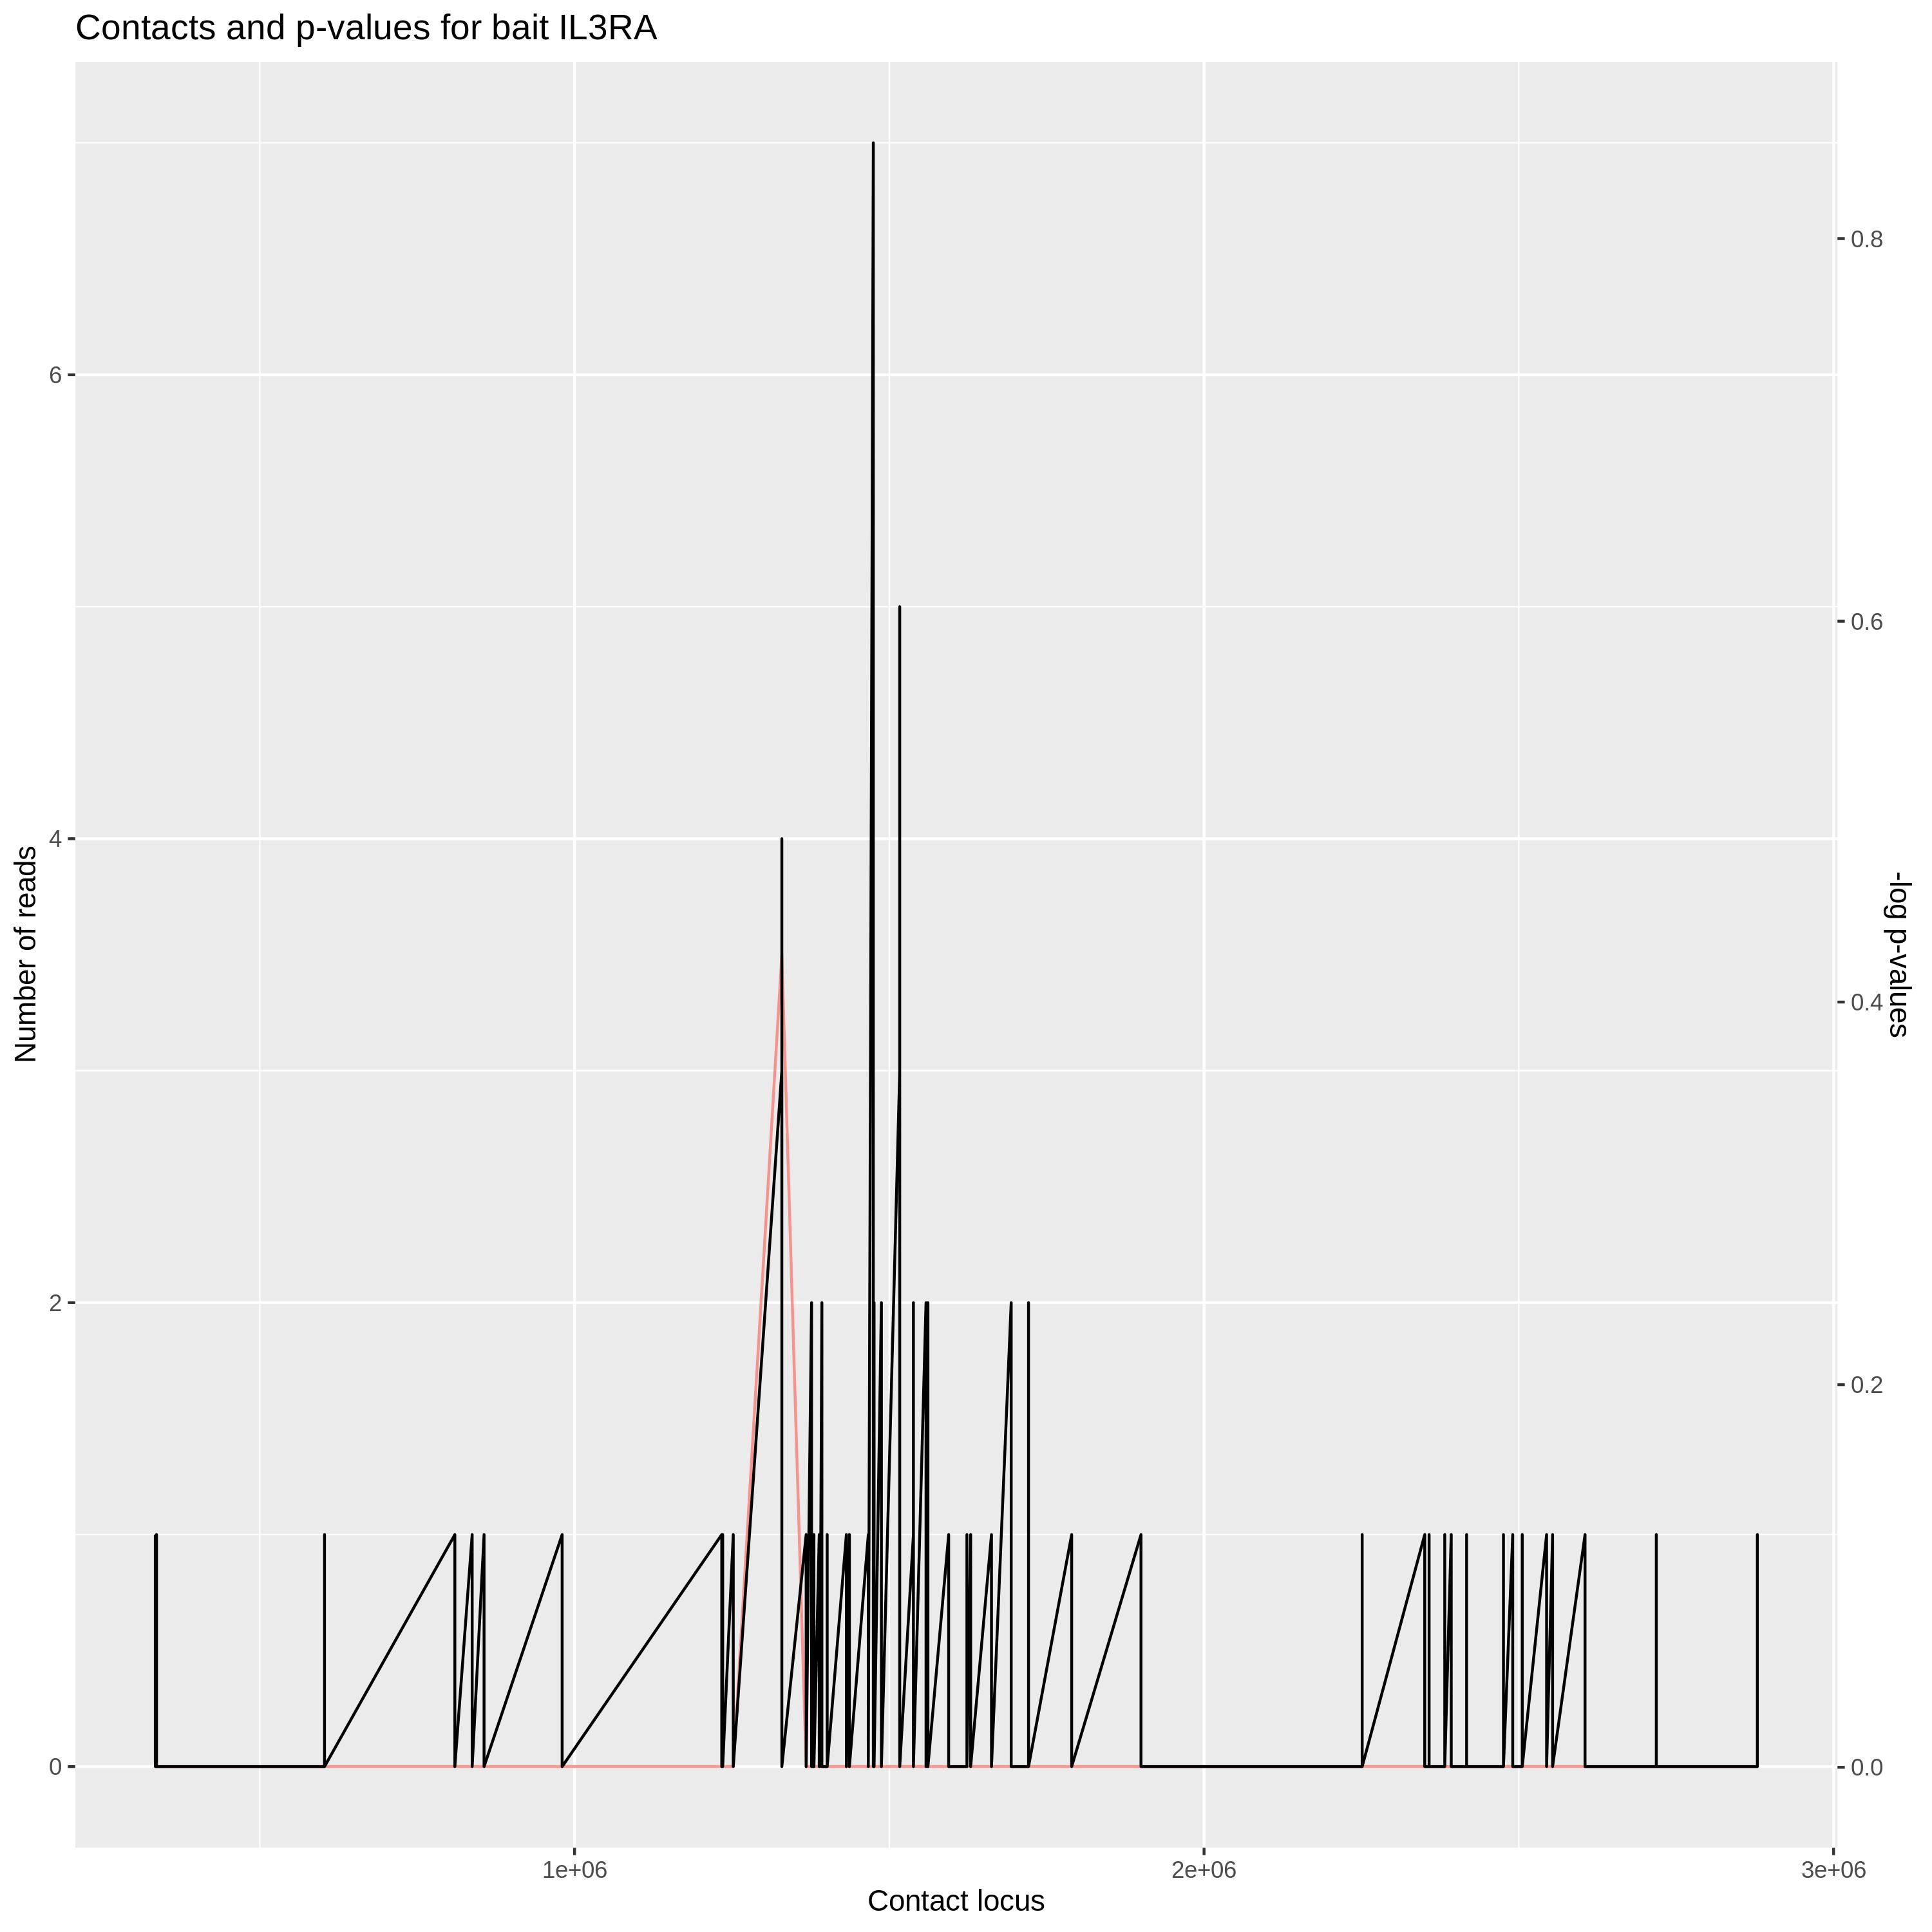 Contacts and p-values for bait IL3RA
6
4
2
0
Number of reads
0.8
0.6
0.4
0.2
0.0
-log p-values
1e+06
2e+06
3e+06
Contact locus